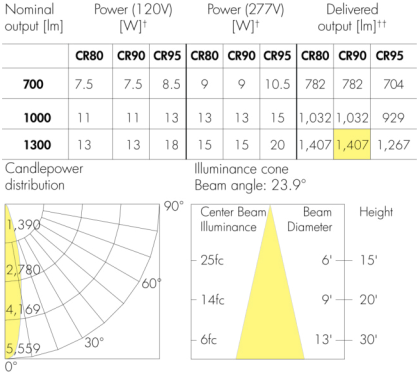 Nominal output [lm] Power (120V) [W]† Power (277V) [W]† Delivered output [lm]††
CR80 CR90 CR95 CR80 CR90 CR95 CR80 CR90 CR95
700 7.5 7.5 8.5 9 9 10.5 782 782 704
1000 11 11 13 13 13 15 1,032 1,032 929
1300 13 13 18 15 15 20 1,407 1,407 1,267
Candlepower
distribution
90°
1,390
2,780
60°
4,169
5,559
30°
0°
Illuminance cone
Beam angle: 23.9°
Center Beam Illuminance Beam Diameter Height
25fc 6' 15'
14fc 9' 20'
6fc 13' 30'